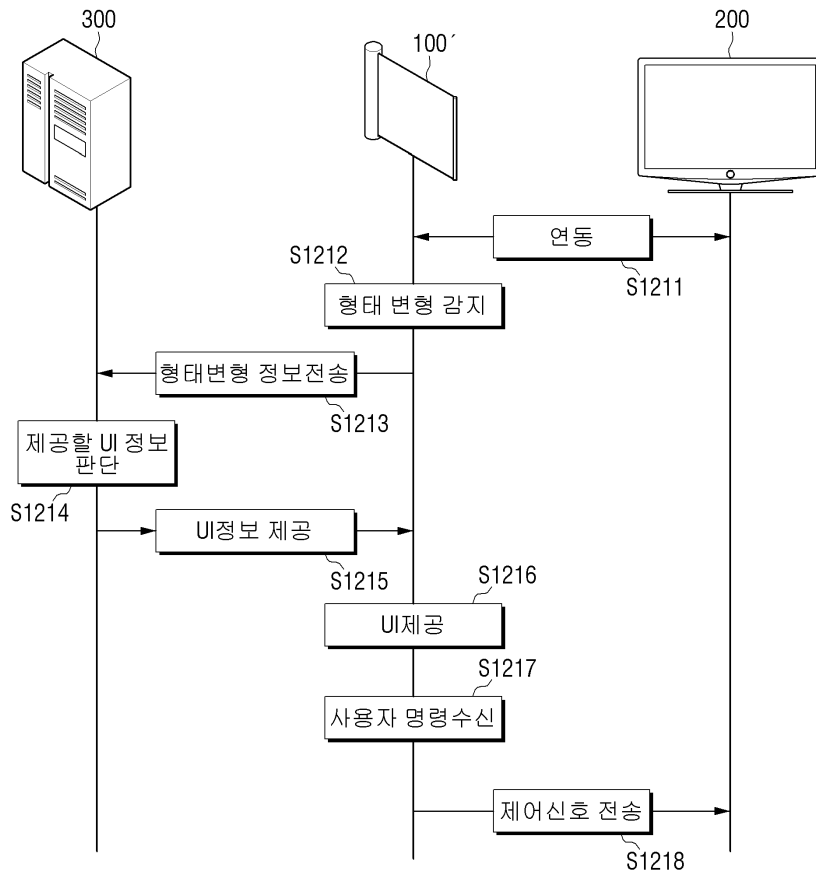 300
100´
200
연동
S1211
S1212
형태 변형 감지
형태변형 정보전송
S1213
제공할 UI 정보
판단
S1214
UI정보 제공
S1215
S1216
UI제공
S1217
사용자 명령수신
제어신호 전송
S1218